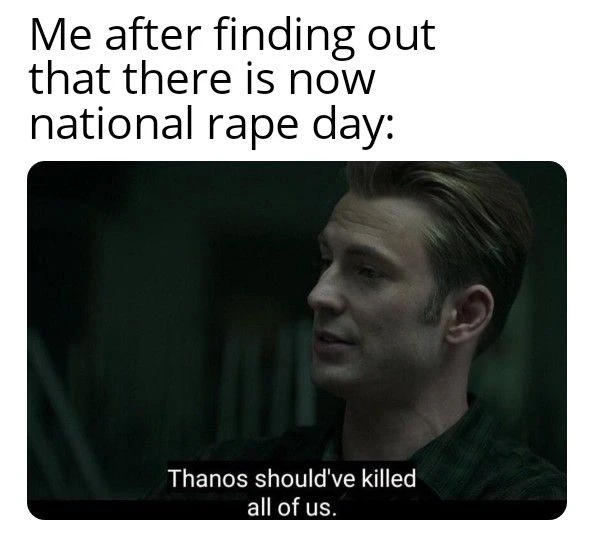 Me after finding out
that there is now
national rape day:
Thanos should've killed
all of us.